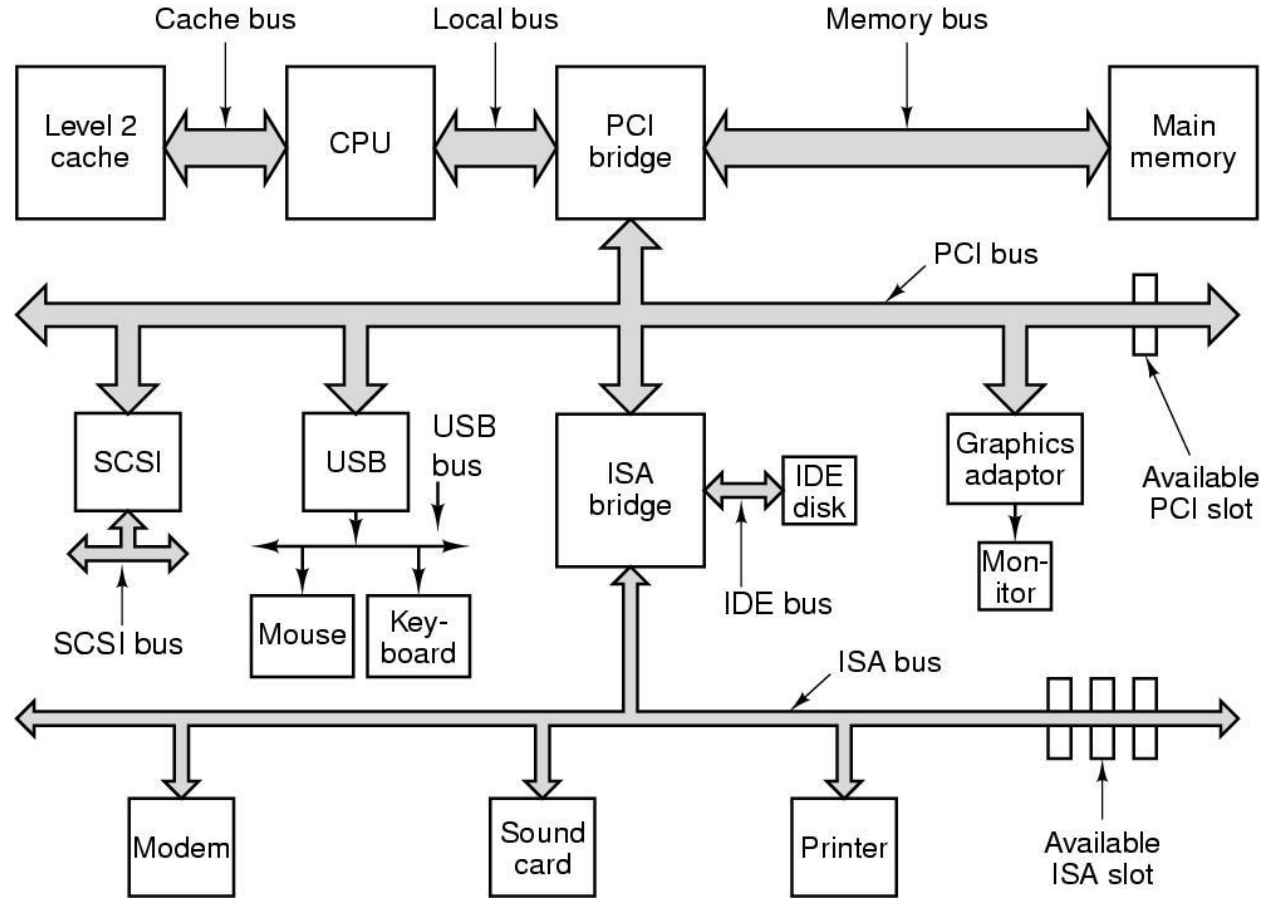 Cache bus
Local bus
Memory bus
Level 2
cache
CPU
PCI
bridge
Main
memory
PCI bus
SCSI
USB
USB
bus
ISA
bridge
IDE
disk
Graphics
adaptor
Available
PCI slot
Mon-
itor
IDE bus
SCSI bus
Mouse
Key-
board
ISA bus
Modem
Sound
card
Printer
Available
ISA slot